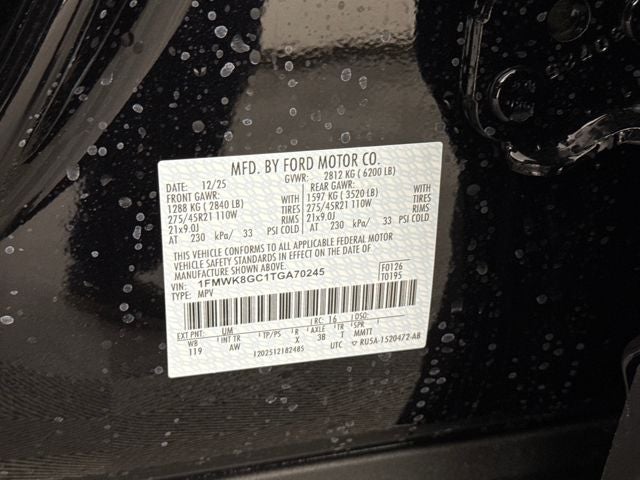 MFD. BY FORD MOTOR CO.
DATE: 12/25 GVWR: 2812 KG ( 6200 LB)
FRONT GAWR: WITH REAR GAWR: WITH
1288 KG ( 2840 LB) TIRES 1597 KG ( 3520 LB) TIRES
275/45R21 110W RIMS 275/45R21 110W RIMS
21x9.0J PSI COLD 21x9.0J PSI COLD
AT 230 kPa/ 33 AT 230 kPa/ 33
THIS VEHICLE CONFORMS TO ALL APPLICABLE FEDERAL MOTOR
VEHICLE SAFETY STANDARDS IN EFFECT ON THE DATE OF
MANUFACTURE SHOWN ABOVE.
VIN: 1FMWK8GC1TGA70245 F0126
TYPE: MPV T0195
EXT PNT: UM RC: 16 DSO:
WB INT TR TP/PS R AXLE TR SPR
119 AW X 3B T MMTT
1202512182485 UTC RU5A-1520472-AB